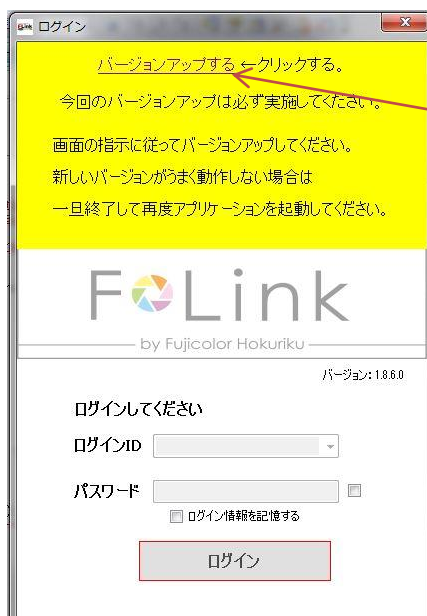 ログイン
バージョンアップする ←クリックする。
今回のバージョンアップは必ず実施してください。
画面の指示に従ってバージョンアップしてください。
新しいバージョンがうまく動作しない場合は
一旦終了して再度アプリケーションを起動してください。
FOLink
by Fujicolor Hokuriku
バージョン: 1.8.6.0
ログインしてください
ログインID
パスワード
ログイン情報を記憶する
ログイン